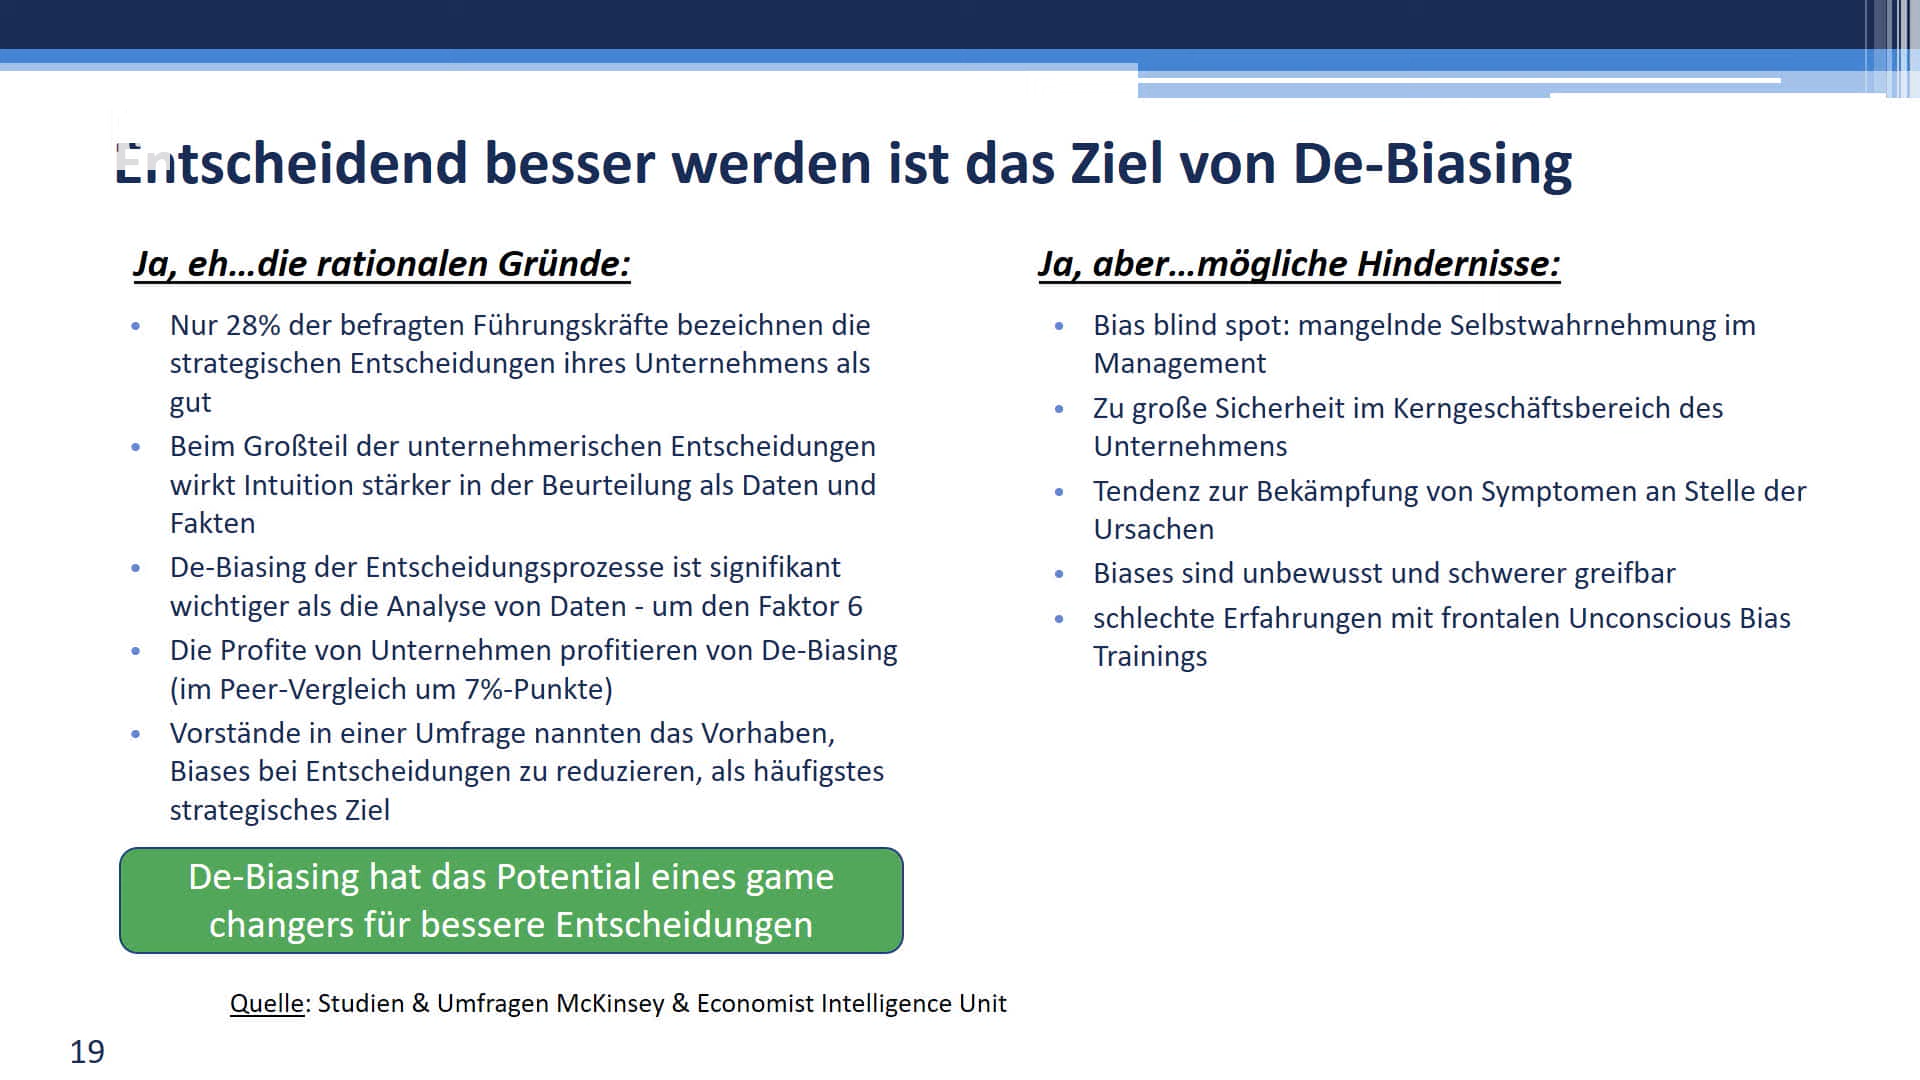 Entscheidend besser werden ist das Ziel von De-Biasing
Ja, eh...die rationalen Gründe:
• Nur 28% der befragten Führungskräfte bezeichnen die
strategischen Entscheidungen ihres Unternehmens als
gut
• Beim Großteil der unternehmerischen Entscheidungen
wirkt Intuition stärker in der Beurteilung als Daten und
Fakten
• De-Biasing der Entscheidungsprozesse ist signifikant
wichtiger als die Analyse von Daten - um den Faktor 6
• Die Profite von Unternehmen profitieren von De-Biasing
(im Peer-Vergleich um 7%-Punkte)
• Vorstände in einer Umfrage nannten das Vorhaben,
Biases bei Entscheidungen zu reduzieren, als häufigstes
strategisches Ziel
De-Biasing hat das Potential eines game
changers für bessere Entscheidungen
Ja, aber...mögliche Hindernisse:
• Bias blind spot: mangelnde Selbstwahrnehmung im
Management
• Zu große Sicherheit im Kerngeschäftsbereich des
Unternehmens
• Tendenz zur Bekämpfung von Symptomen an Stelle der
Ursachen
• Biases sind unbewusst und schwerer greifbar
• schlechte Erfahrungen mit frontalen Unconscious Bias
Trainings
Quelle: Studien & Umfragen McKinsey & Economist Intelligence Unit
19